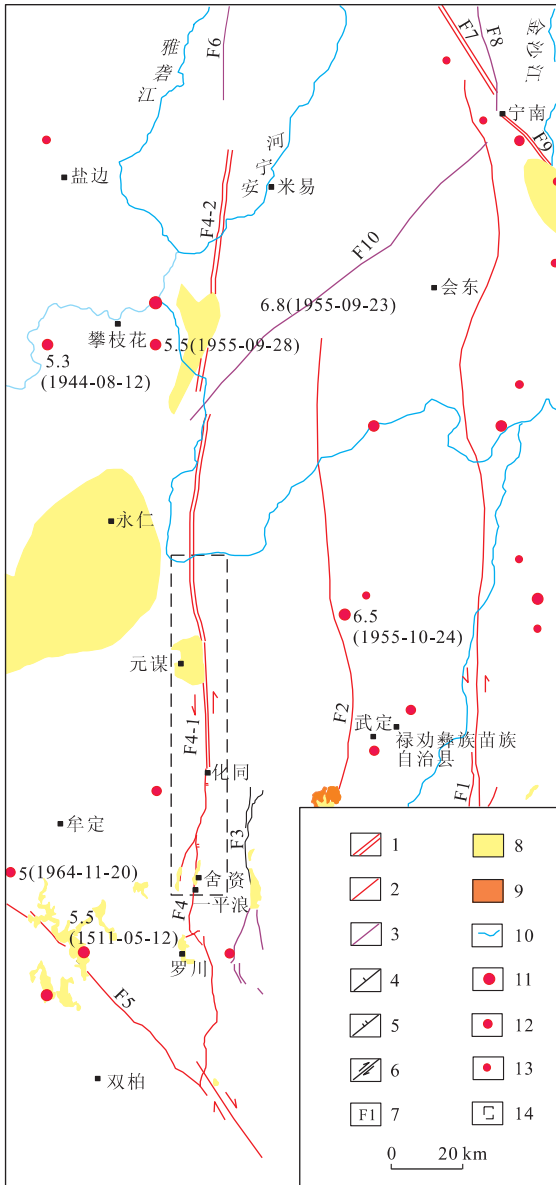 雅砻江
F6
F7
F8
金沙江
宁南
F9
盐边
安宁河
米易
F4-2
F10
会东
6.8(1955-09-23)
攀枝花
5.5(1955-09-28)
5.3
(1944-08-12)
永仁
6.5
(1955-10-24)
元谋
F4-1
F2
武定
禄劝彝族苗族
自治县
化同
F1
牟定
F3
5(1964-11-20)
舍资
一平浪
F4
5.5
(1511-05-12)
罗川
F5
双柏
1
2
3
4
5
6
F1
7
8
9
10
11
12
13
14
0
20 km